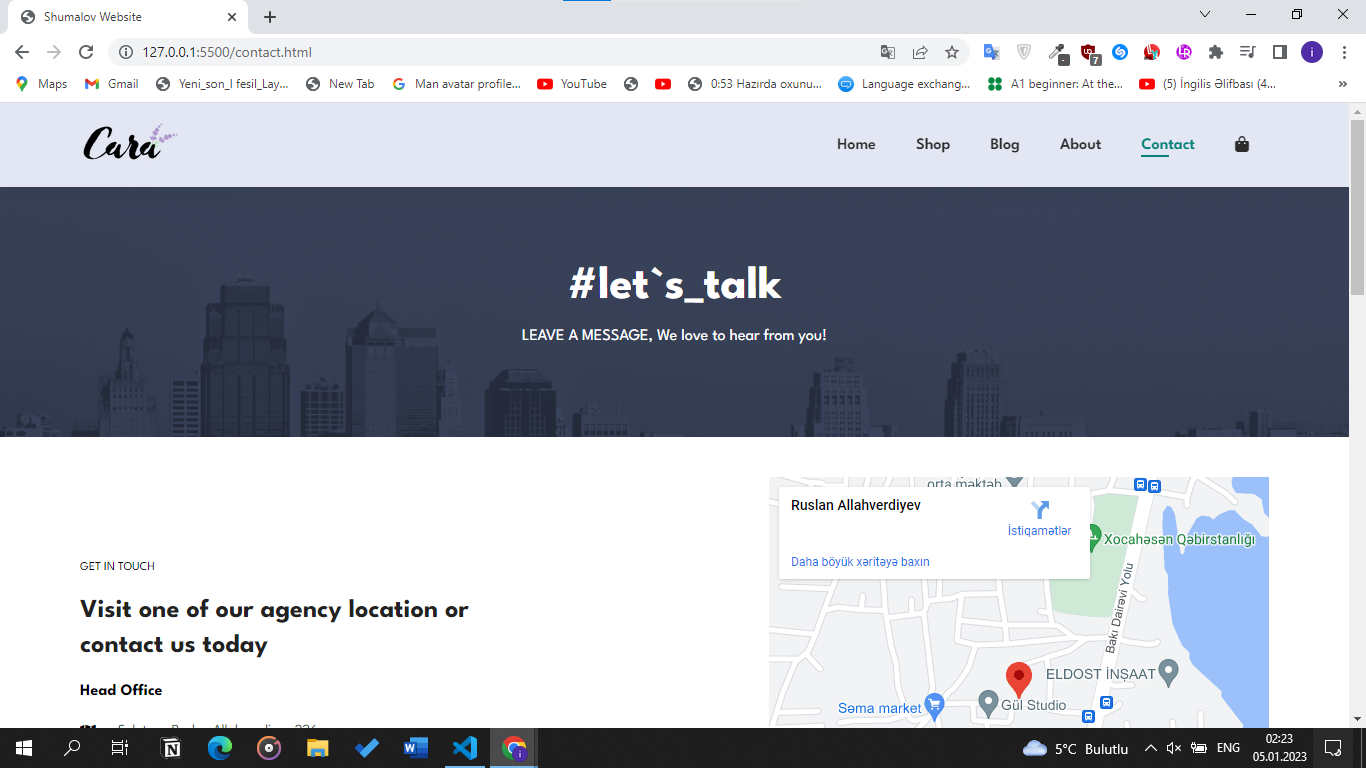 Shumalov Website
127.0.0.1:5500/contact.html
Maps Gmail Yeni_son_I fesil_Lay... New Tab Man avatar profile... YouTube 0:53 Hazırda oxunu... Language exchang... A1 beginner: At the... (5) İngilis Əlifbası (4... »
Cara Home Shop Blog About Contact
#let`s_talk
LEAVE A MESSAGE, We love to hear from you!
GET IN TOUCH
Visit one of our agency location or
contact us today
Head Office
orta məktəb
Ruslan Allahverdiyev
İstiqamətlər
Daha böyük xəritəyə baxın
Xocahəsən Qəbirstanlığı
Bakı Dairəvi Yolu
ELDOST İNŞAAT
Səma market
Gül Studio
5°C Bulutlu ENG 02:23
05.01.2023